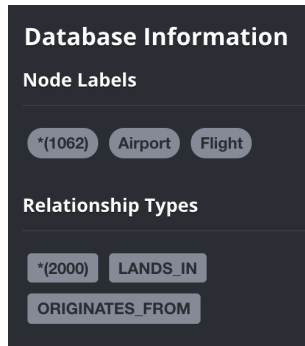 Database Information
Node Labels
*(1062) Airport Flight
Relationship Types
*(2000) LANDS_IN
ORIGINATES_FROM